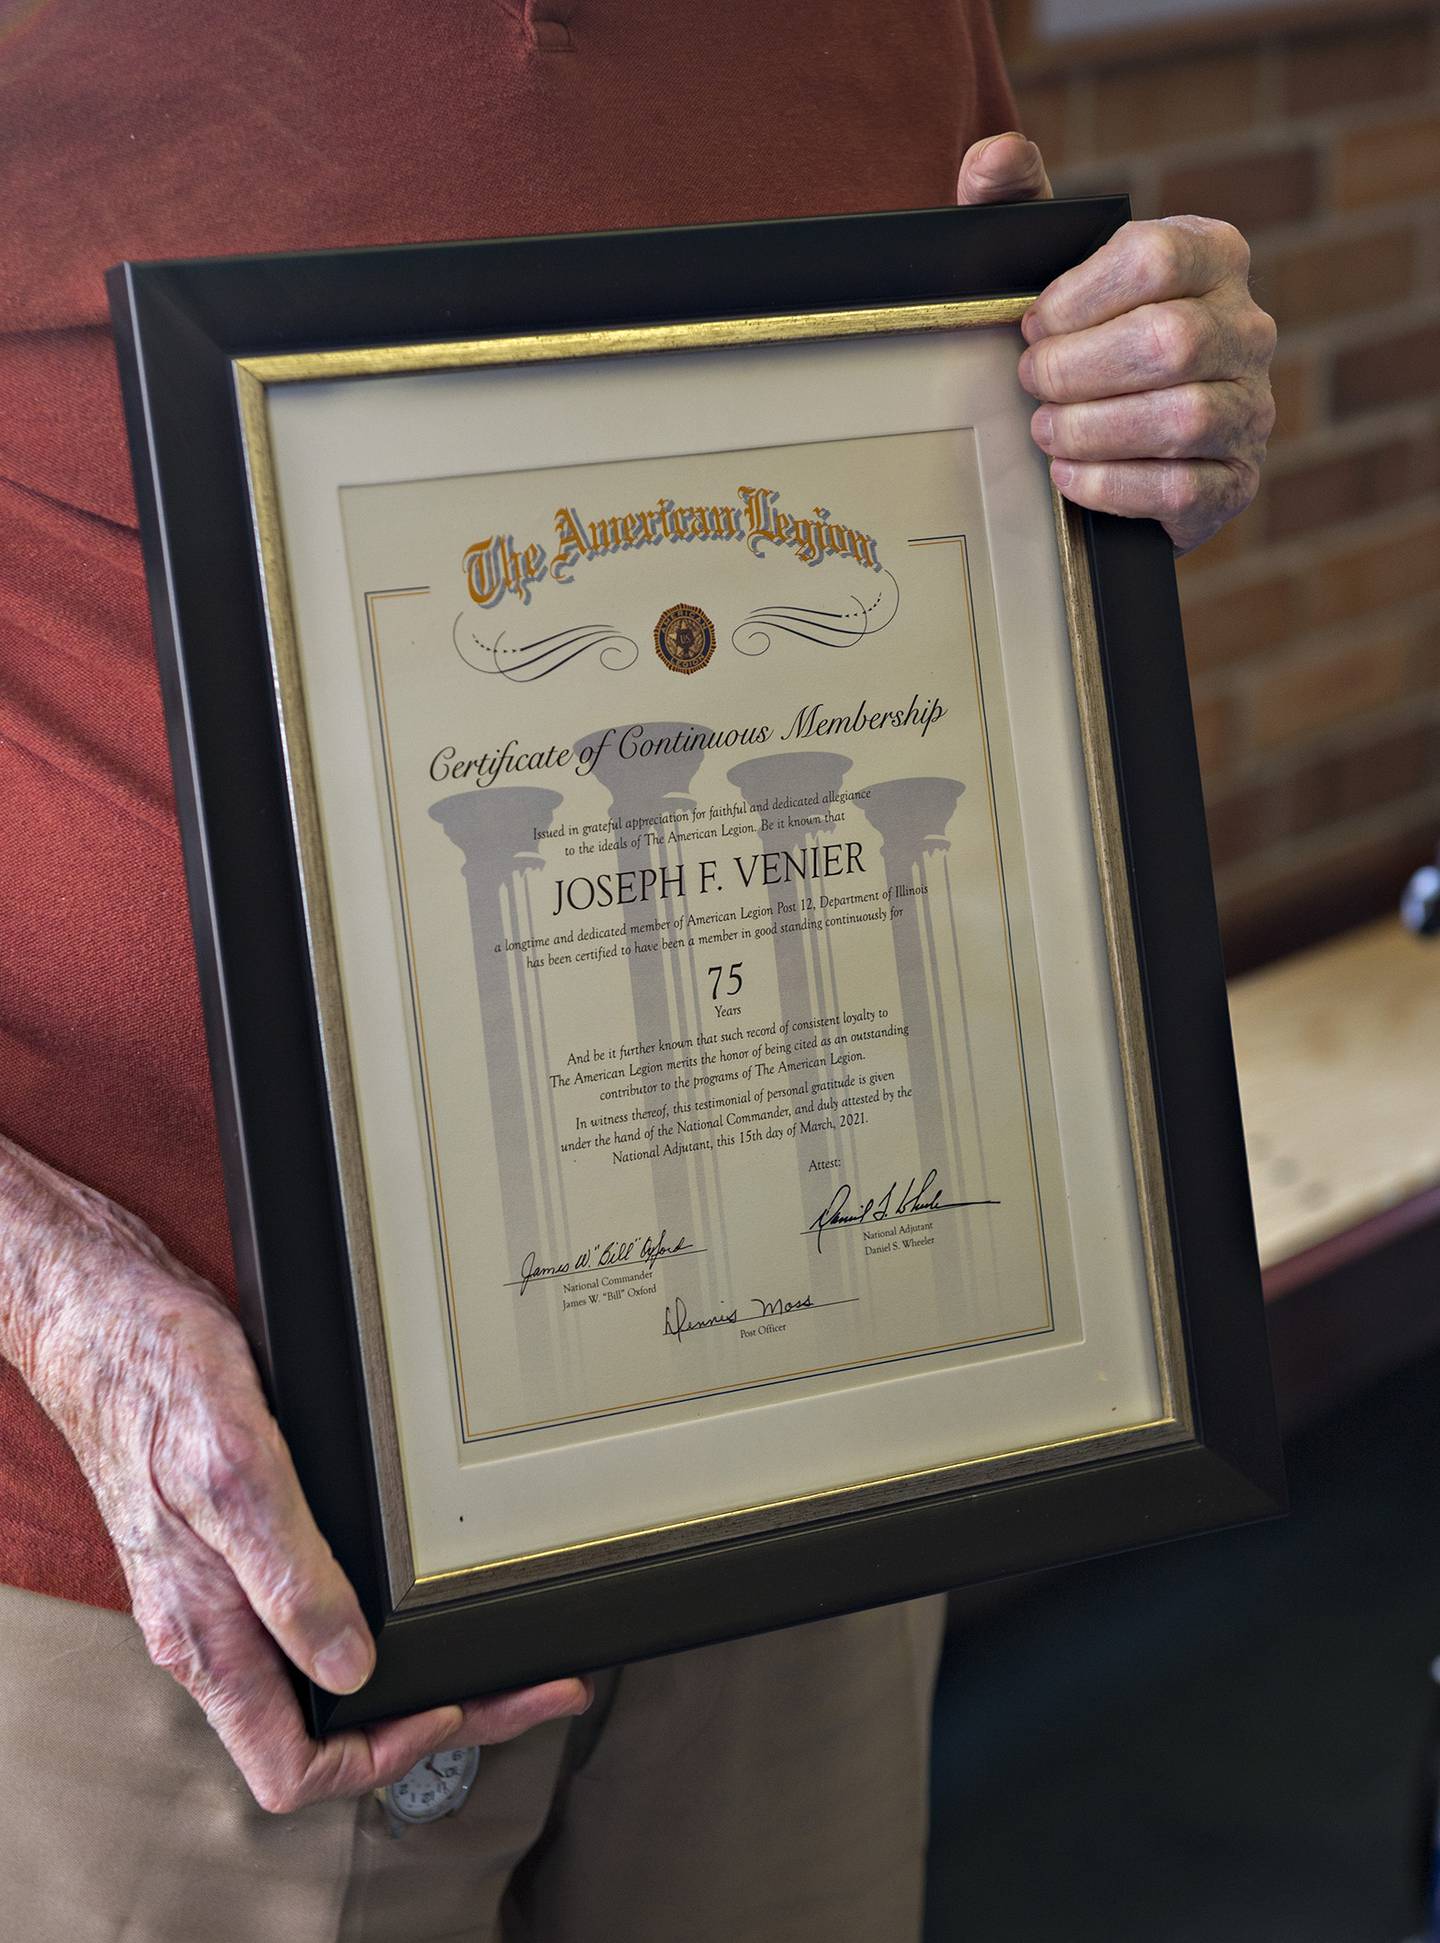 The American Legion
AMERICAN
US
LEGION
Certificate of Continuous Membership
Issued in grateful appreciation for faithful and dedicated allegiance
to the ideals of The American Legion. Be it known that
JOSEPH F. VENIER
a longtime and dedicated member of American Legion Post 12, Department of Illinois
has been certified to have been a member in good standing continuously for
75
Years
And be it further known that such record of consistent loyalty to
The American Legion merits the honor of being cited as an outstanding
contributor to the programs of The American Legion.
In witness thereof, this testimonial of personal gratitude is given
under the hand of the National Commander, and duly attested by the
National Adjutant, this 15th day of March, 2021.
Attest:
James W. "Bill" Oxford
National Commander
James W. "Bill" Oxford
Daniel S. Wheeler
National Adjutant
Daniel S. Wheeler
Dennis Moss
Post Officer